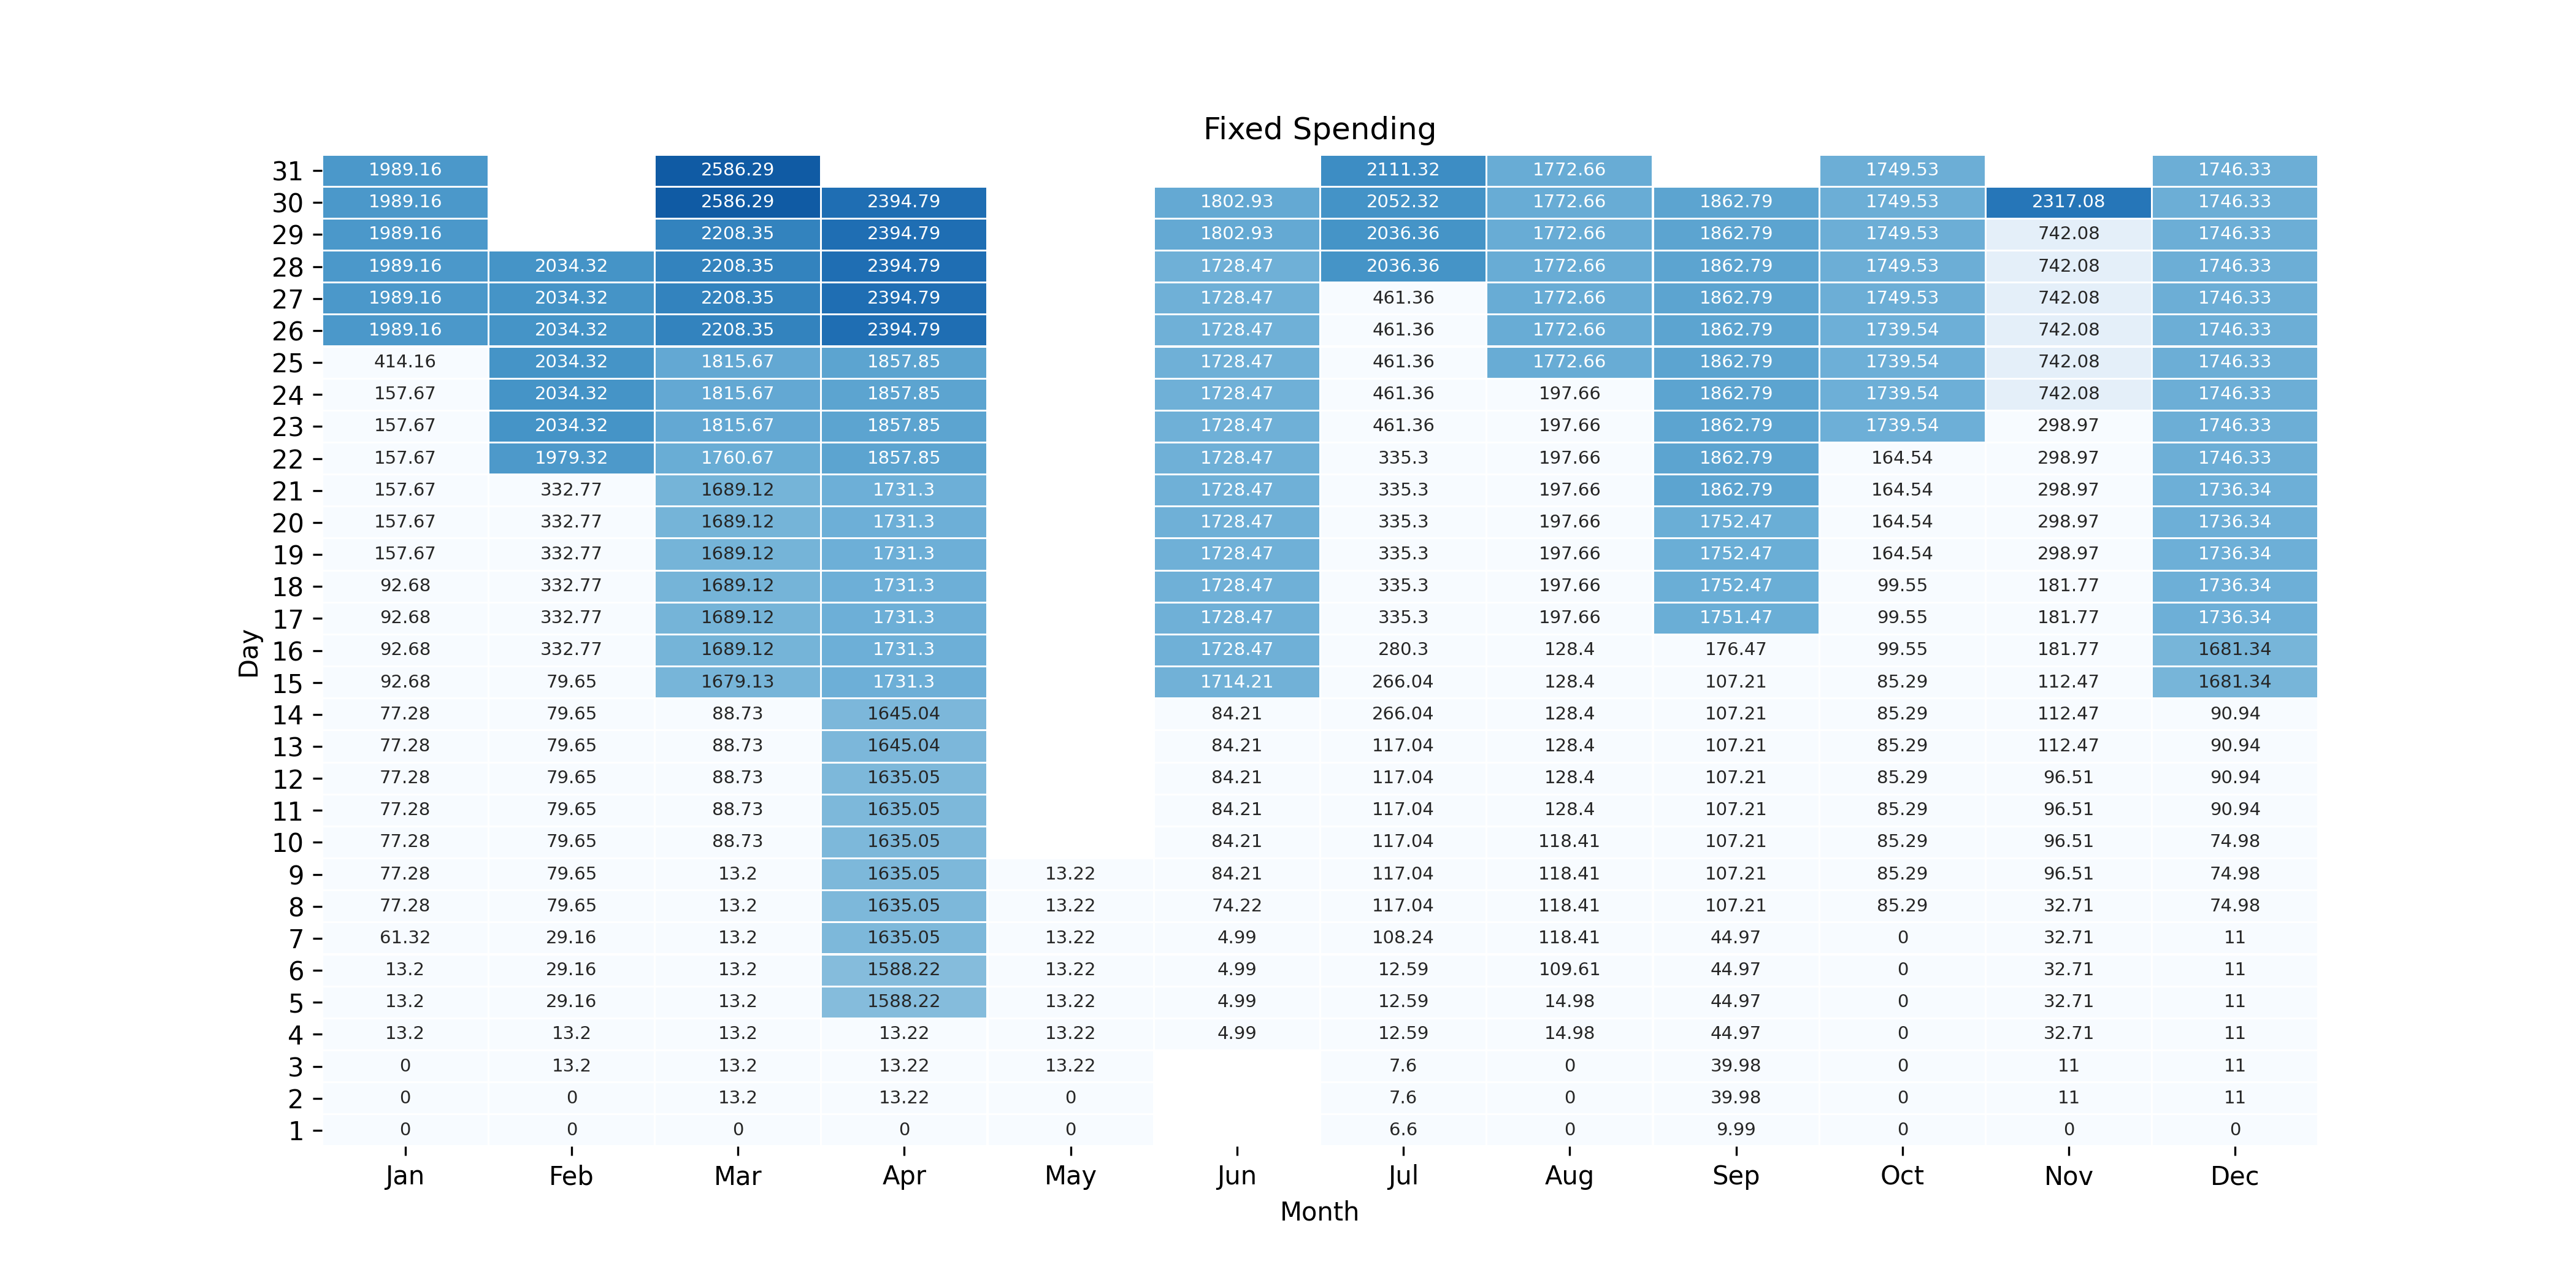 Fixed Spending
31 1989.16 2586.29 2111.32 1772.66 1749.53 1746.33
30 1989.16 2586.29 2394.79 1802.93 2052.32 1772.66 1862.79 1749.53 2317.08 1746.33
29 1989.16 2208.35 2394.79 1802.93 2036.36 1772.66 1862.79 1749.53 742.08 1746.33
28 1989.16 2034.32 2208.35 2394.79 1728.47 2036.36 1772.66 1862.79 1749.53 742.08 1746.33
27 1989.16 2034.32 2208.35 2394.79 1728.47 461.36 1772.66 1862.79 1749.53 742.08 1746.33
26 1989.16 2034.32 2208.35 2394.79 1728.47 461.36 1772.66 1862.79 1739.54 742.08 1746.33
25 414.16 2034.32 1815.67 1857.85 1728.47 461.36 1772.66 1862.79 1739.54 742.08 1746.33
24 157.67 2034.32 1815.67 1857.85 1728.47 461.36 197.66 1862.79 1739.54 742.08 1746.33
23 157.67 2034.32 1815.67 1857.85 1728.47 461.36 197.66 1862.79 1739.54 298.97 1746.33
22 157.67 1979.32 1760.67 1857.85 1728.47 335.3 197.66 1862.79 164.54 298.97 1746.33
21 157.67 332.77 1689.12 1731.3 1728.47 335.3 197.66 1862.79 164.54 298.97 1736.34
20 157.67 332.77 1689.12 1731.3 1728.47 335.3 197.66 1752.47 164.54 298.97 1736.34
19 157.67 332.77 1689.12 1731.3 1728.47 335.3 197.66 1752.47 164.54 298.97 1736.34
18 92.68 332.77 1689.12 1731.3 1728.47 335.3 197.66 1752.47 99.55 181.77 1736.34
17 92.68 332.77 1689.12 1731.3 1728.47 335.3 197.66 1751.47 99.55 181.77 1736.34
16 92.68 332.77 1689.12 1731.3 1728.47 280.3 128.4 176.47 99.55 181.77 1681.34
15 92.68 79.65 1679.13 1731.3 1714.21 266.04 128.4 107.21 85.29 112.47 1681.34
14 77.28 79.65 88.73 1645.04 84.21 266.04 128.4 107.21 85.29 112.47 90.94
13 77.28 79.65 88.73 1645.04 84.21 117.04 128.4 107.21 85.29 112.47 90.94
12 77.28 79.65 88.73 1635.05 84.21 117.04 128.4 107.21 85.29 96.51 90.94
11 77.28 79.65 88.73 1635.05 84.21 117.04 128.4 107.21 85.29 96.51 90.94
10 77.28 79.65 88.73 1635.05 84.21 117.04 118.41 107.21 85.29 96.51 74.98
9 77.28 79.65 13.2 1635.05 13.22 84.21 117.04 118.41 107.21 85.29 96.51 74.98
8 77.28 79.65 13.2 1635.05 13.22 74.22 117.04 118.41 107.21 85.29 32.71 74.98
7 61.32 29.16 13.2 1635.05 13.22 4.99 108.24 118.41 44.97 0 32.71 11
6 13.2 29.16 13.2 1588.22 13.22 4.99 12.59 109.61 44.97 0 32.71 11
5 13.2 29.16 13.2 1588.22 13.22 4.99 12.59 14.98 44.97 0 32.71 11
4 13.2 13.2 13.2 13.22 13.22 4.99 12.59 14.98 44.97 0 32.71 11
3 0 13.2 13.2 13.22 13.22 7.6 0 39.98 0 11 11
2 0 0 13.2 13.22 0 7.6 0 39.98 0 11 11
1 0 0 0 0 0 6.6 0 9.99 0 0 0
Jan Feb Mar Apr May Jun Jul Aug Sep Oct Nov Dec
Month
Day